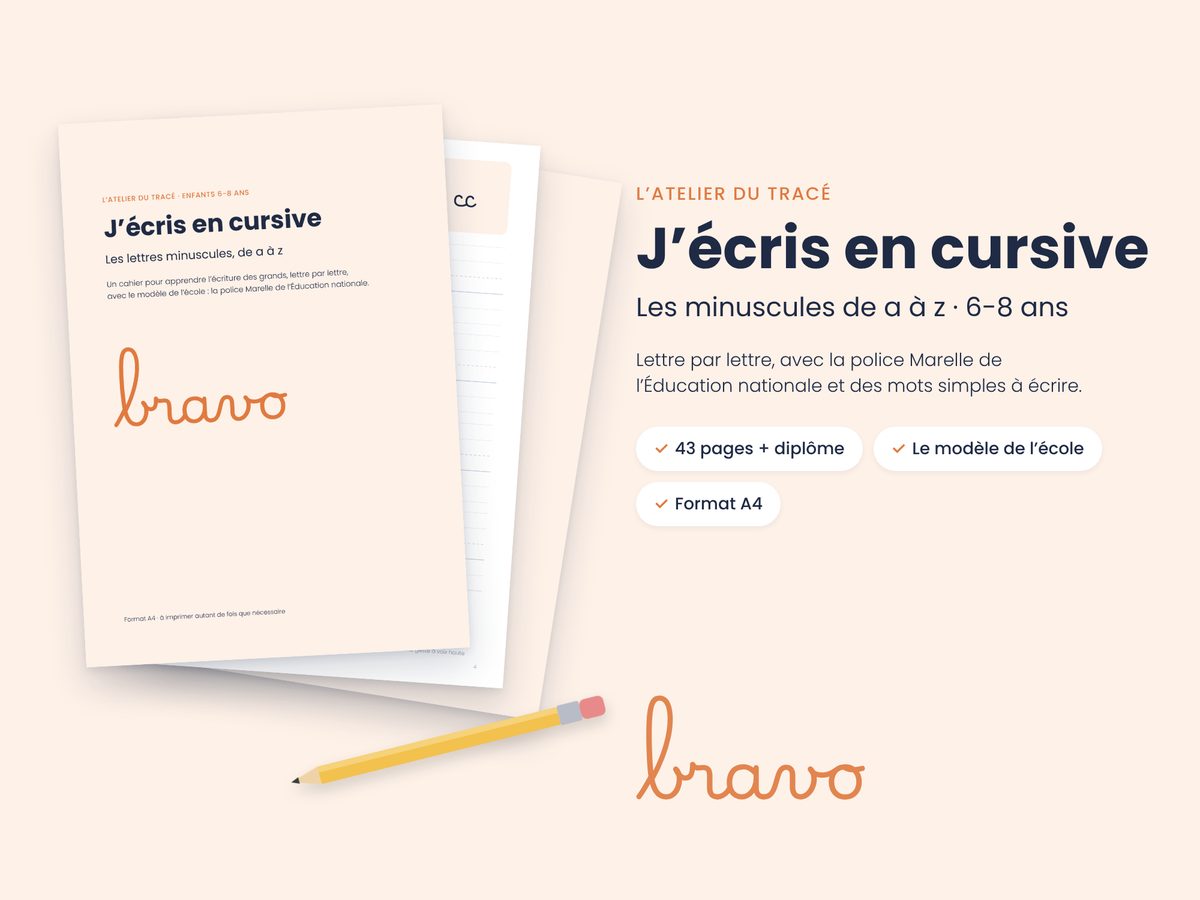 L'ATELIER DU TRACÉ · ENFANTS 6-8 ANS
J'écris en cursive
Les lettres minuscules, de a à z
Un cahier pour apprendre l'écriture des grands, lettre par lettre,
avec le modèle de l'école : la police Marelle de l'Éducation nationale.
bravo
Format A4 · à imprimer autant de fois que nécessaire
cc
à voix haute
4
L'ATELIER DU TRACÉ
J'écris en cursive
Les minuscules de a à z · 6-8 ans
Lettre par lettre, avec la police Marelle de
l'Éducation nationale et des mots simples à écrire.
43 pages + diplôme
Le modèle de l'école
Format A4
bravo